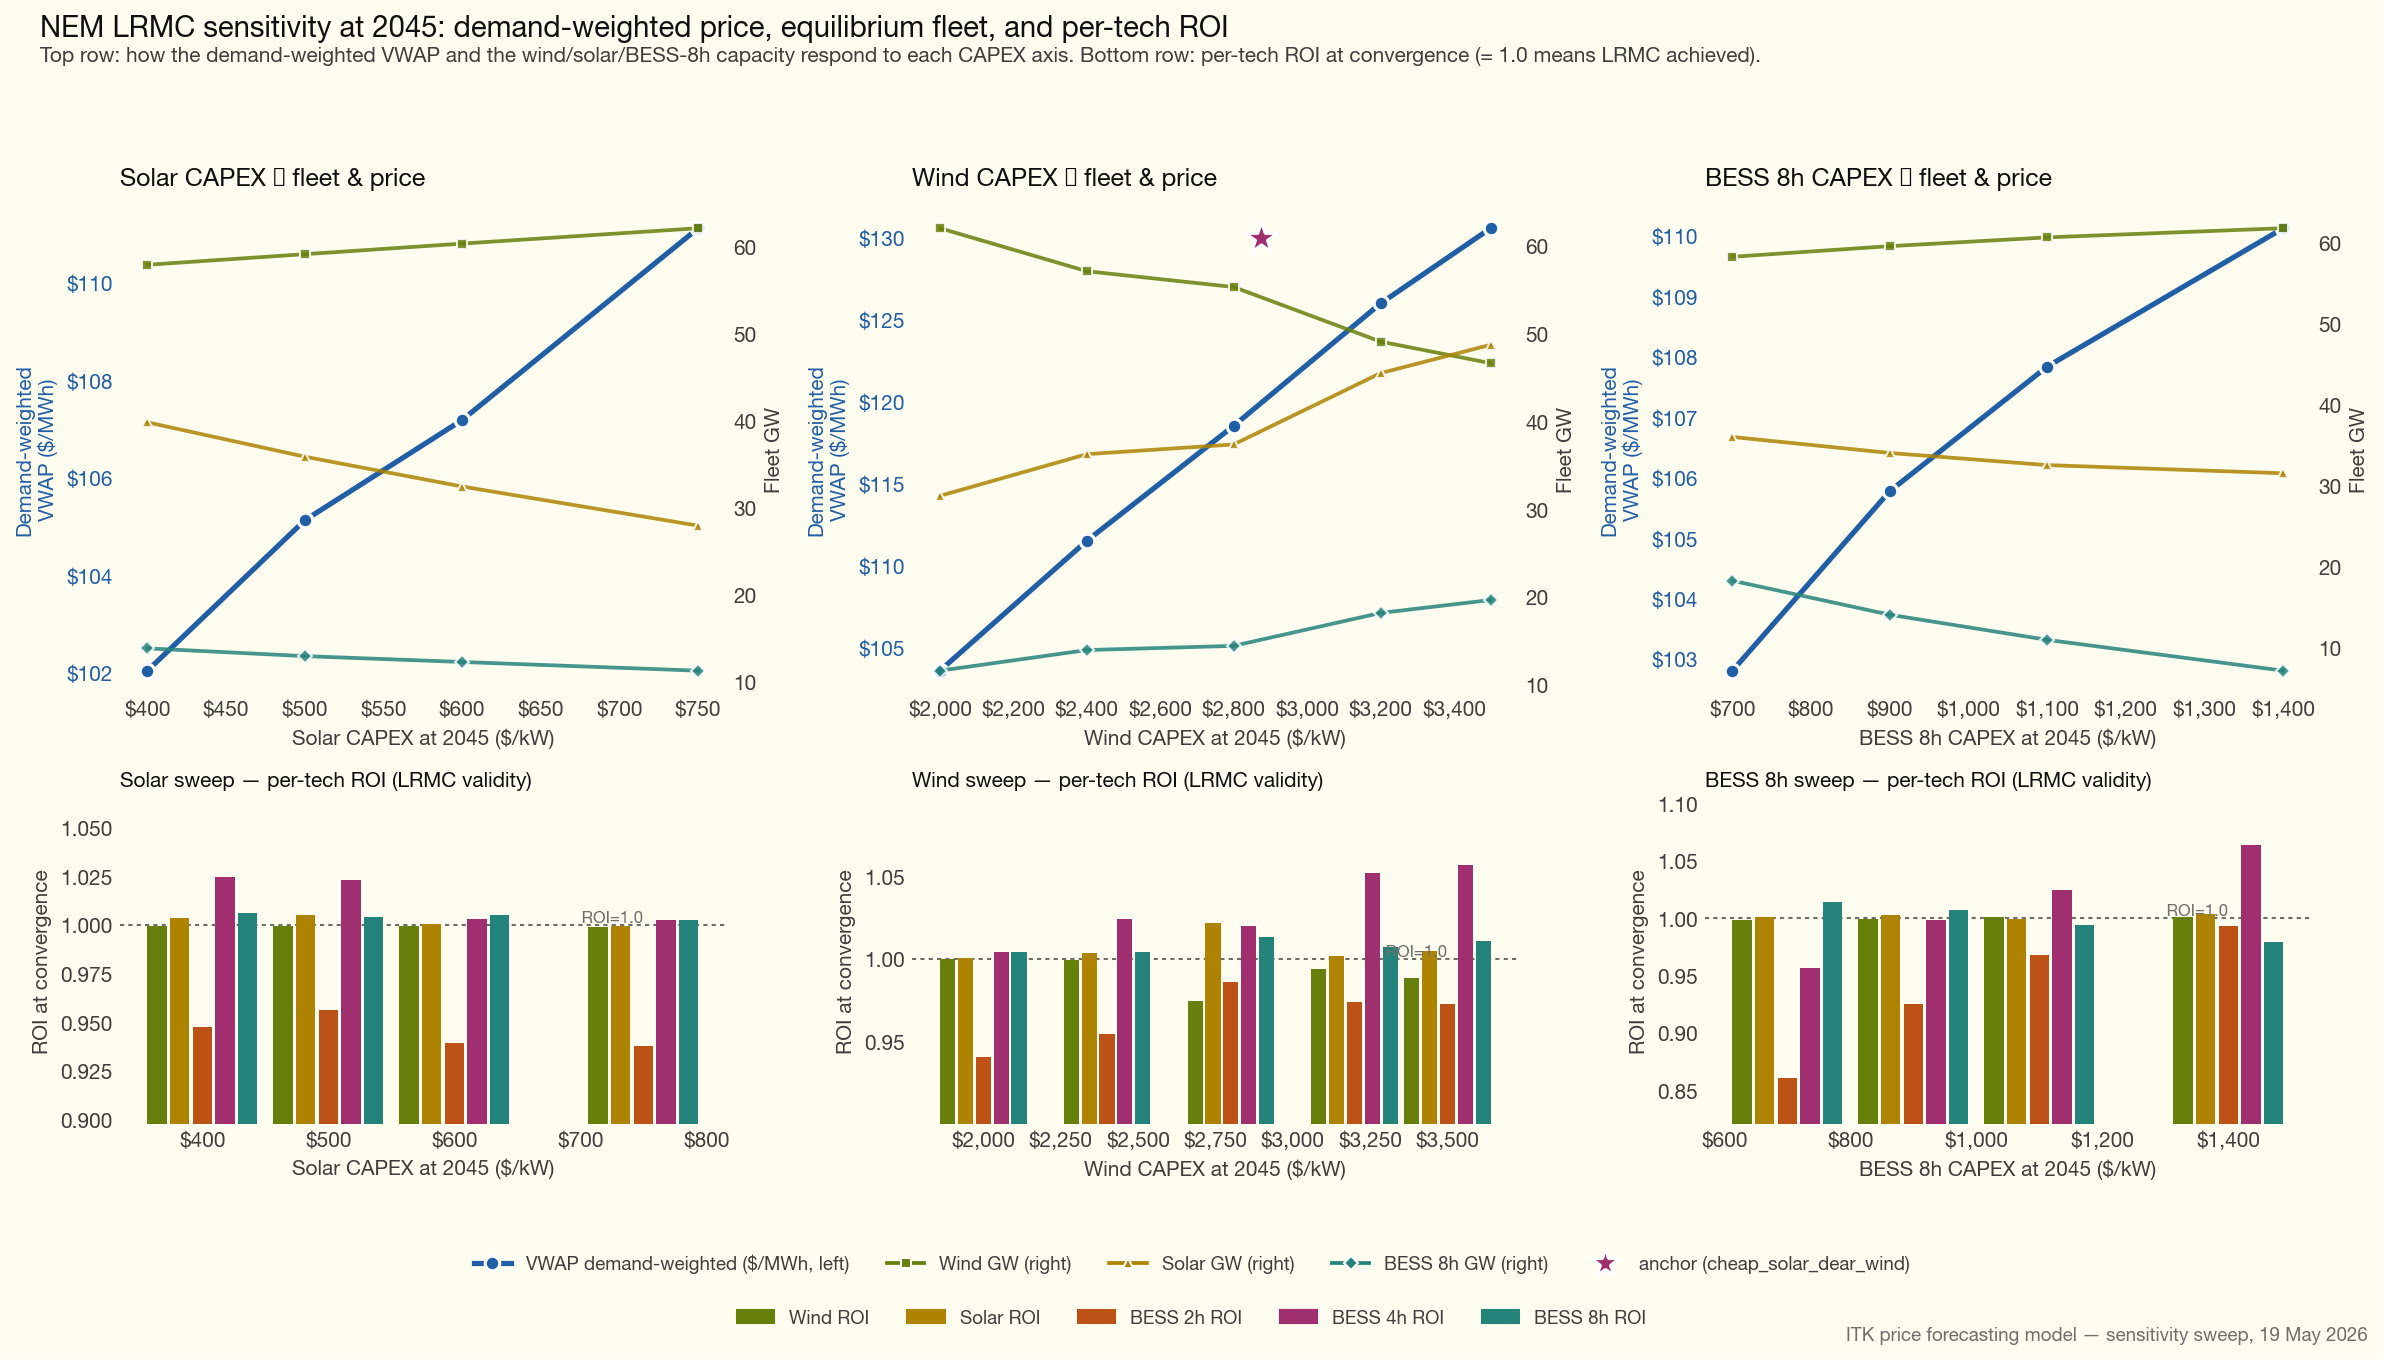 NEM LRMC sensitivity at 2045: demand-weighted price, equilibrium fleet, and per-tech ROI
Top row: how the demand-weighted VWAP and the wind/solar/BESS-8h capacity respond to each CAPEX axis. Bottom row: per-tech ROI at convergence (= 1.0 means LRMC achieved).
Solar CAPEX ▯ fleet & price
Demand-weighted
VWAP ($/MWh)
$110
$108
$106
$104
$102
60
50
40
30
20
10
Fleet GW
$400 $450 $500 $550 $600 $650 $700 $750
Solar CAPEX at 2045 ($/kW)
Wind CAPEX ▯ fleet & price
Demand-weighted
VWAP ($/MWh)
$130
$125
$120
$115
$110
$105
60
50
40
30
20
10
Fleet GW
$2,000 $2,200 $2,400 $2,600 $2,800 $3,000 $3,200 $3,400
Wind CAPEX at 2045 ($/kW)
BESS 8h CAPEX ▯ fleet & price
Demand-weighted
VWAP ($/MWh)
$110
$109
$108
$107
$106
$105
$104
$103
60
50
40
30
20
10
Fleet GW
$700 $800 $900 $1,000 $1,100 $1,200 $1,300 $1,400
BESS 8h CAPEX at 2045 ($/kW)
Solar sweep — per-tech ROI (LRMC validity)
ROI at convergence
1.050
1.025
1.000
0.975
0.950
0.925
0.900
ROI=1.0
$400 $500 $600 $700 $800
Solar CAPEX at 2045 ($/kW)
Wind sweep — per-tech ROI (LRMC validity)
ROI at convergence
1.05
1.00
0.95
ROI=1.0
$2,000 $2,250 $2,500 $2,750 $3,000 $3,250 $3,500
Wind CAPEX at 2045 ($/kW)
BESS 8h sweep — per-tech ROI (LRMC validity)
ROI at convergence
1.10
1.05
1.00
0.95
0.90
0.85
ROI=1.0
$600 $800 $1,000 $1,200 $1,400
BESS 8h CAPEX at 2045 ($/kW)
VWAP demand-weighted ($/MWh, left) Wind GW (right) Solar GW (right) BESS 8h GW (right) anchor (cheap_solar_dear_wind)
Wind ROI Solar ROI BESS 2h ROI BESS 4h ROI BESS 8h ROI
ITK price forecasting model — sensitivity sweep, 19 May 2026